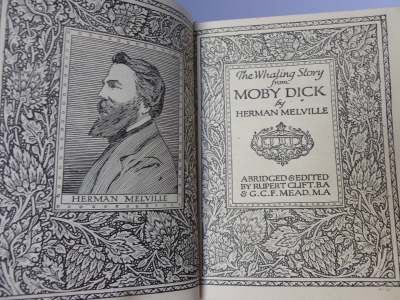 HERMAN MELVILLE
The Whaling Story
from
MOBY DICK
by
HERMAN MELVILLE
ABRIDGED & EDITED
BY RUPERT CLIFT, B.A
& G.C.F. MEAD, M.A